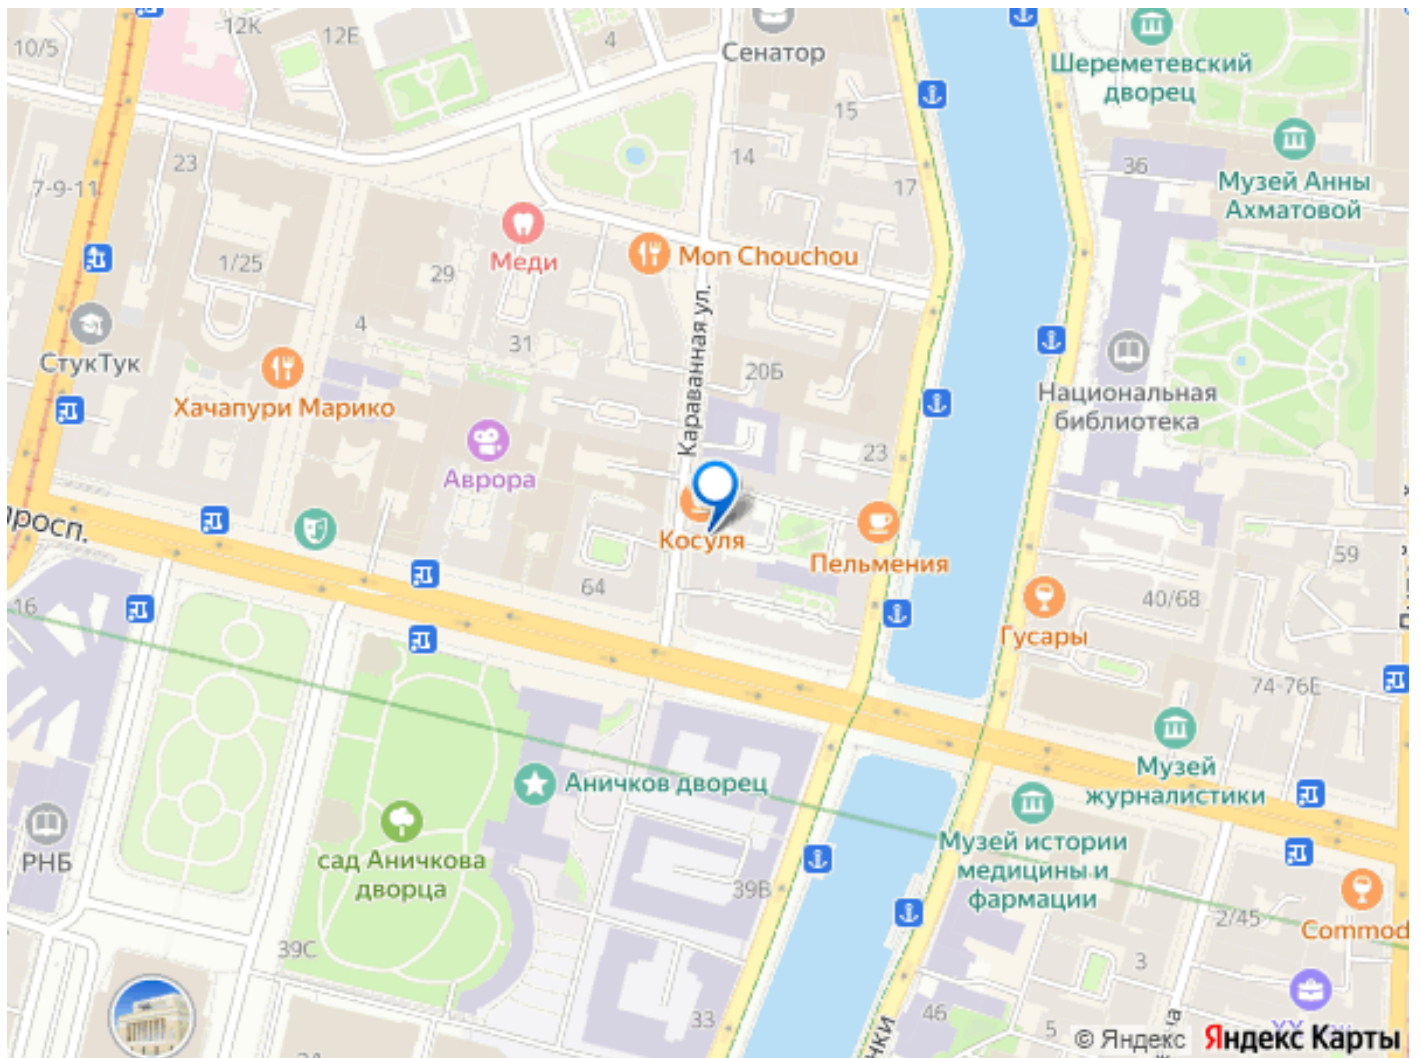 12К
12Е
4
Сенатор
10/5
Шереметевский
дворец
15
14
36
23
17
Музей Анны
Ахматовой
7-9-11
Меди
Mon Chouchou
1/25
29
4
31
Караванная ул.
СтукТук
20Б
Национальная
библиотека
Хачапури Марико
23
Аврора
просп.
Косуля
Пельмения
59
64
40/68
16
Гусары
74-76Е
Аничков дворец
Музей
журналистики
РНБ
сад Аничкова
дворца
Музей истории
медицины и
фармации
39В
2/45
Commod
39С
3
33
46
5
© Яндекс
Яндекс Карты